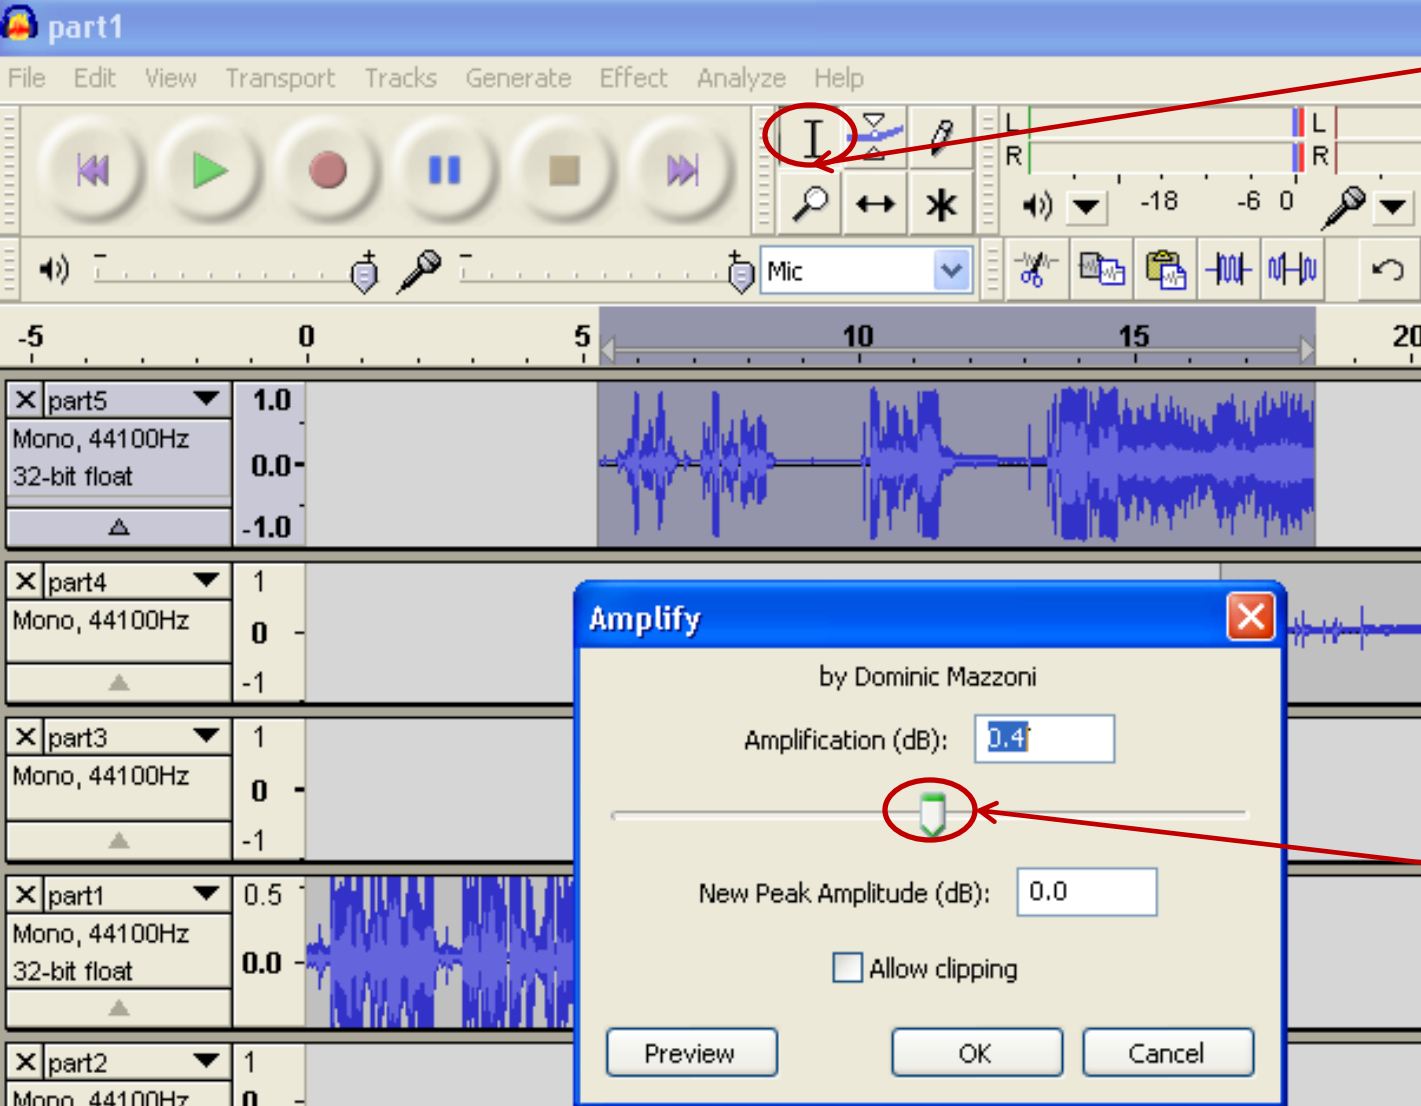 part1
File Edit View Transport Tracks Generate Effect Analyze Help
L L
R R
-18 -6 0
Mic
-5 0 5 10 15 20
part5 1.0
Mono, 44100Hz
32-bit float 0.0
-1.0
part4 1
Mono, 44100Hz 0
-1
Amplify
by Dominic Mazzoni
Amplification (dB): 0.4
New Peak Amplitude (dB): 0.0
Allow clipping
Preview OK Cancel
part3 1
Mono, 44100Hz 0
-1
part1 0.5
Mono, 44100Hz
32-bit float 0.0
part2 1
Mono, 44100Hz 0